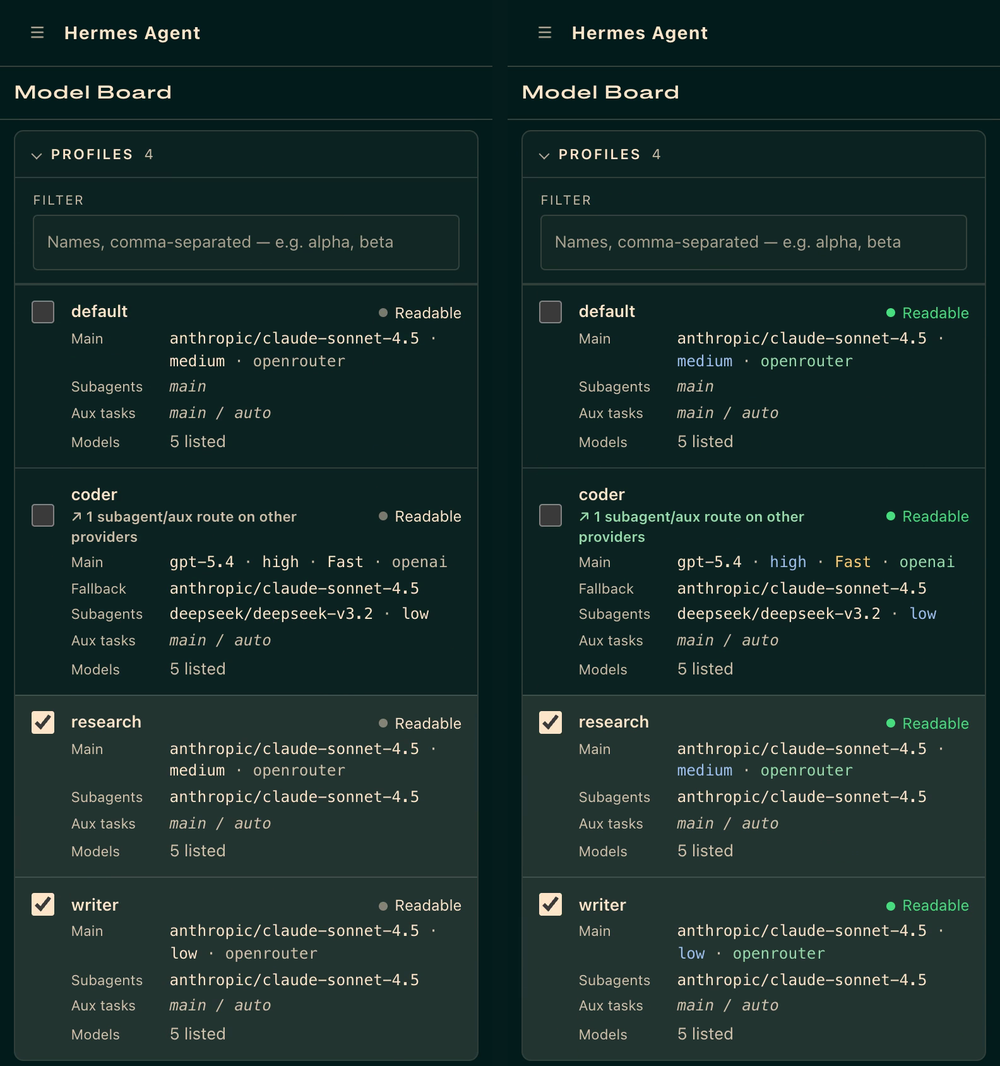 Hermes Agent
Model Board
PROFILES 4
FILTER
Names, comma-separated — e.g. alpha, beta
default
Readable
Main anthropic/claude-sonnet-4.5 ·
medium · openrouter
Subagents main
Aux tasks main / auto
Models 5 listed
coder
↗ 1 subagent/aux route on other
providers
Readable
Main gpt-5.4 · high · Fast · openai
Fallback anthropic/claude-sonnet-4.5
Subagents deepseek/deepseek-v3.2 · low
Aux tasks main / auto
Models 5 listed
research
Readable
Main anthropic/claude-sonnet-4.5 ·
medium · openrouter
Subagents anthropic/claude-sonnet-4.5
Aux tasks main / auto
Models 5 listed
writer
Readable
Main anthropic/claude-sonnet-4.5 ·
low · openrouter
Subagents anthropic/claude-sonnet-4.5
Aux tasks main / auto
Models 5 listed
Hermes Agent
Model Board
PROFILES 4
FILTER
Names, comma-separated — e.g. alpha, beta
default
Readable
Main anthropic/claude-sonnet-4.5 ·
medium · openrouter
Subagents main
Aux tasks main / auto
Models 5 listed
coder
↗ 1 subagent/aux route on other
providers
Readable
Main gpt-5.4 · high · Fast · openai
Fallback anthropic/claude-sonnet-4.5
Subagents deepseek/deepseek-v3.2 · low
Aux tasks main / auto
Models 5 listed
research
Readable
Main anthropic/claude-sonnet-4.5 ·
medium · openrouter
Subagents anthropic/claude-sonnet-4.5
Aux tasks main / auto
Models 5 listed
writer
Readable
Main anthropic/claude-sonnet-4.5 ·
low · openrouter
Subagents anthropic/claude-sonnet-4.5
Aux tasks main / auto
Models 5 listed